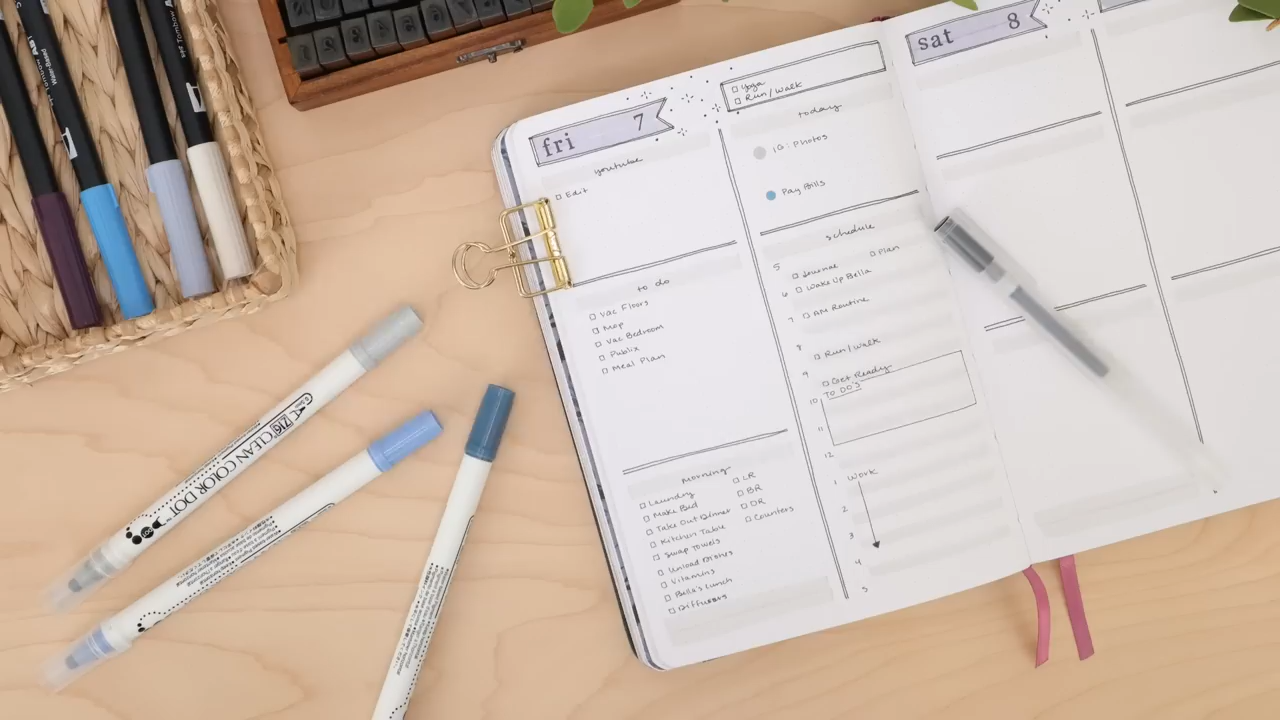 fri 7
youtube
Edit
to do
Vac Floors
Mop
Vac Bedroom
Publix
Meal Plan
morning
Laundry
Make Bed
Take Out Dinner
Kitchen Table
Swap Towels
Unload Dishes
Vitamins
Bella's Lunch
Diffusers
LR
BR
DR
Counters
Yoga
Run/Walk
today
IG: Photos
Pay Bills
schedule
5 Journal Plan
6 Wake Up Bella
7 AM Routine
8 Run/Walk
9 Get Ready
10 TO DO'S
11
12
1 Work
2
3
4
5
sat 8
ZIG CLEAN COLOR DOT